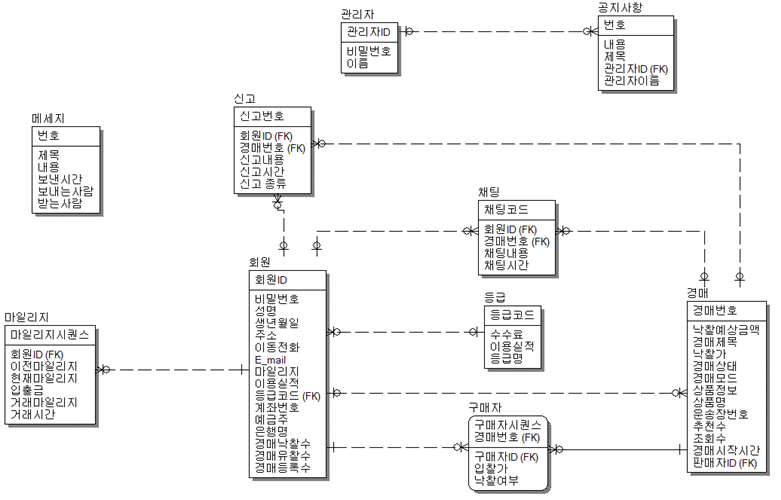 관리자
관리자ID
비밀번호
이름
공지사항
번호
내용
제목
관리자ID (FK)
관리자이름
메세지
번호
제목
내용
보낸시간
보내는사람
받는사람
신고
신고번호
회원ID (FK)
경매번호 (FK)
신고내용
신고시간
신고 종류
채팅
채팅코드
회원ID (FK)
경매번호 (FK)
채팅내용
채팅시간
마일리지
마일리지시퀀스
회원ID (FK)
이전마일리지
현재마일리지
입출금
거래마일리지
거래시간
회원
회원ID
비밀번호
성명
생년월일
주소
이동전화
E_mail
마일리지
이용실적
등급코드 (FK)
계좌번호
예금주
은행명
경매낙찰수
경매유찰수
경매등록수
등급
등급코드
수수료
이용실적
등급명
구매자
구매자시퀀스
경매번호 (FK)
구매자ID (FK)
입찰가
낙찰여부
경매
경매번호
낙찰예상금액
경매제목
낙찰가
경매상태
경매모드
상품정보
상품명
운송장번호
추천수
조회수
경매시작시간
판매자ID (FK)